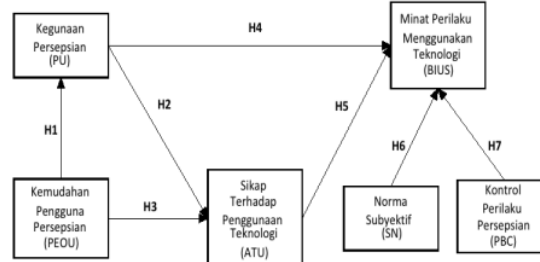 Kegunaan
Persepsian
(PU)
H4
Minat Perilaku
Menggunakan
Teknologi
(BIUS)
H1
H2
H5
H6
H7
Kemudahan
Pengguna
Persepsian
(PEOU)
H3
Sikap
Terhadap
Penggunaan
Teknologi
(ATU)
Norma
Subyektif
(SN)
Kontrol
Perilaku
Persepsian
(PBC)